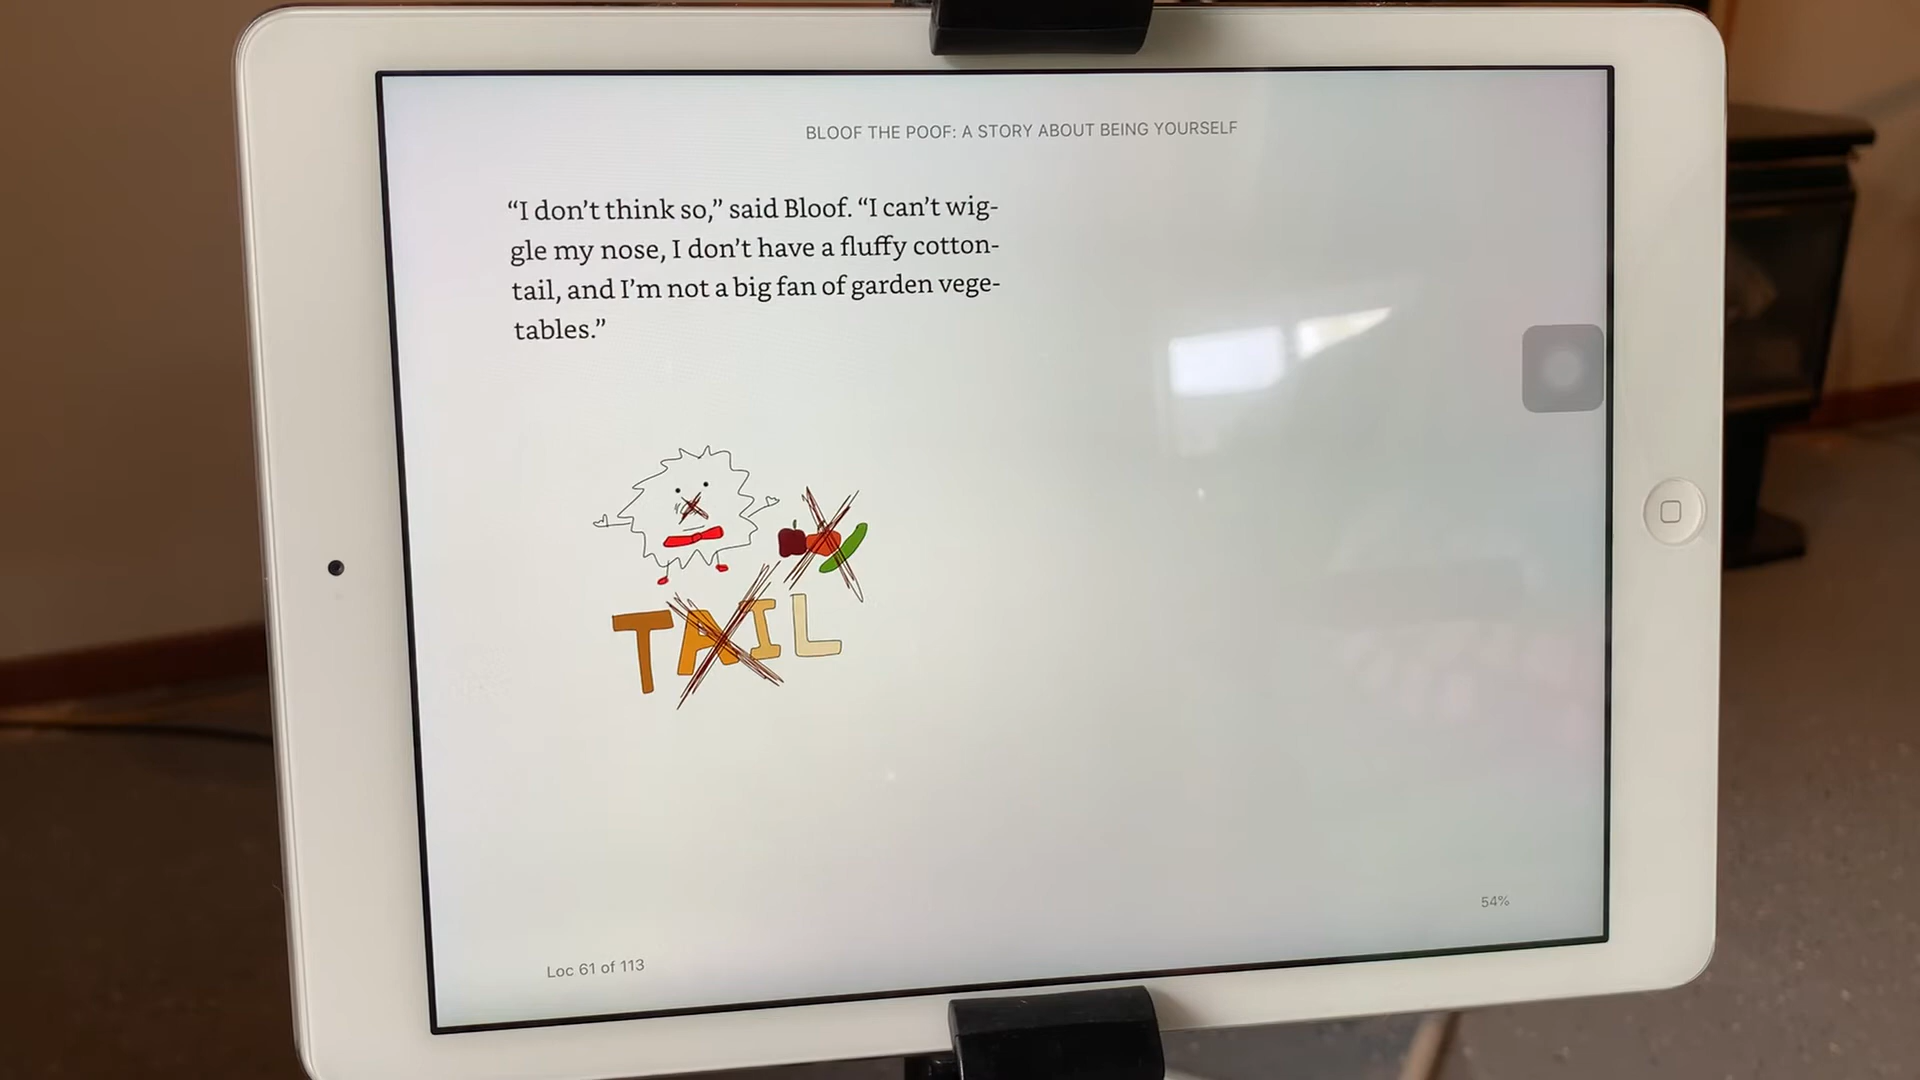 BLOOF THE POOF: A STORY ABOUT BEING YOURSELF
“I don’t think so,” said Bloof. “I can’t wig-
gle my nose, I don’t have a fluffy cotton-
tail, and I’m not a big fan of garden vege-
tables.”
TAIL
54%
Loc 61 of 113